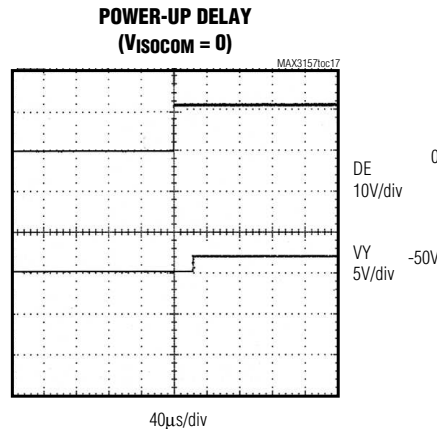 POWER-UP DELAY
(VISOCOM = 0)
MAX3157toc17
DE
10V/div
0
VY
5V/div
-50V
40µs/div